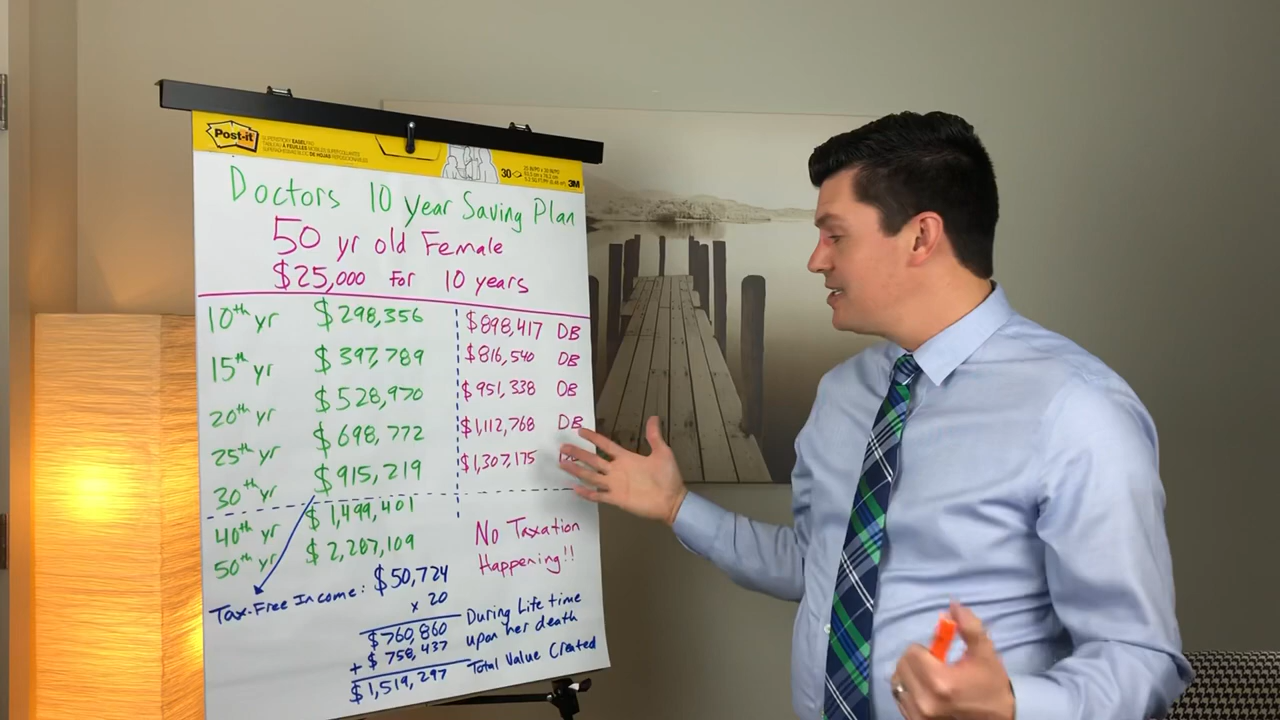 Post-it
30
3M
Doctors 10 year Saving Plan
50 yr old Female
$25,000 For 10 years
10th yr $298,356 $898,417 DB
15th yr $397,789 $816,540 DB
20th yr $528,970 $951,338 DB
25th yr $698,772 $1,112,768 DB
30th yr $915,219 $1,307,175
40th yr $1,499,401
50th yr $2,287,109
No Taxation
Happening!!
Tax-Free Income: $50,724
x 20
$760,860 During Life time
+ $758,437 upon her death
$1,519,297 Total Value Created